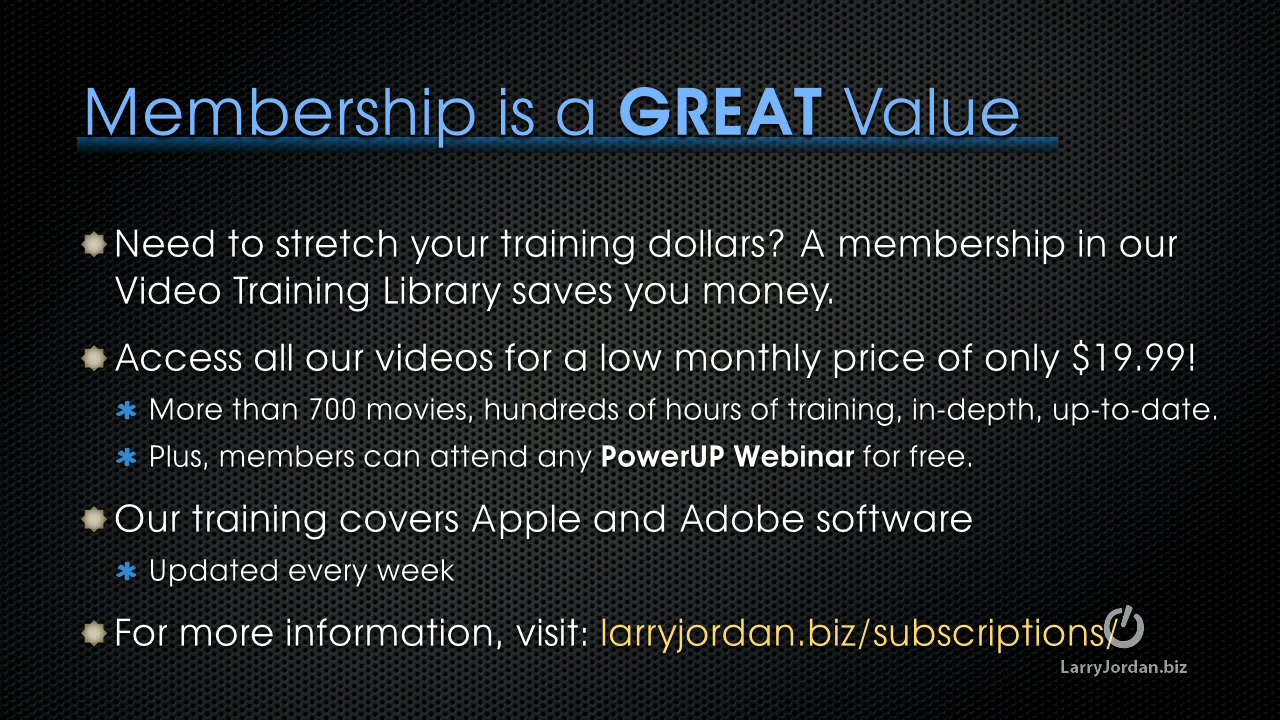 Membership is a GREAT Value
Need to stretch your training dollars? A membership in our
Video Training Library saves you money.
Access all our videos for a low monthly price of only $19.99!
More than 700 movies, hundreds of hours of training, in-depth, up-to-date.
Plus, members can attend any PowerUP Webinar for free.
Our training covers Apple and Adobe software
Updated every week
For more information, visit: larryjordan.biz/subscriptions/
LarryJordan.biz